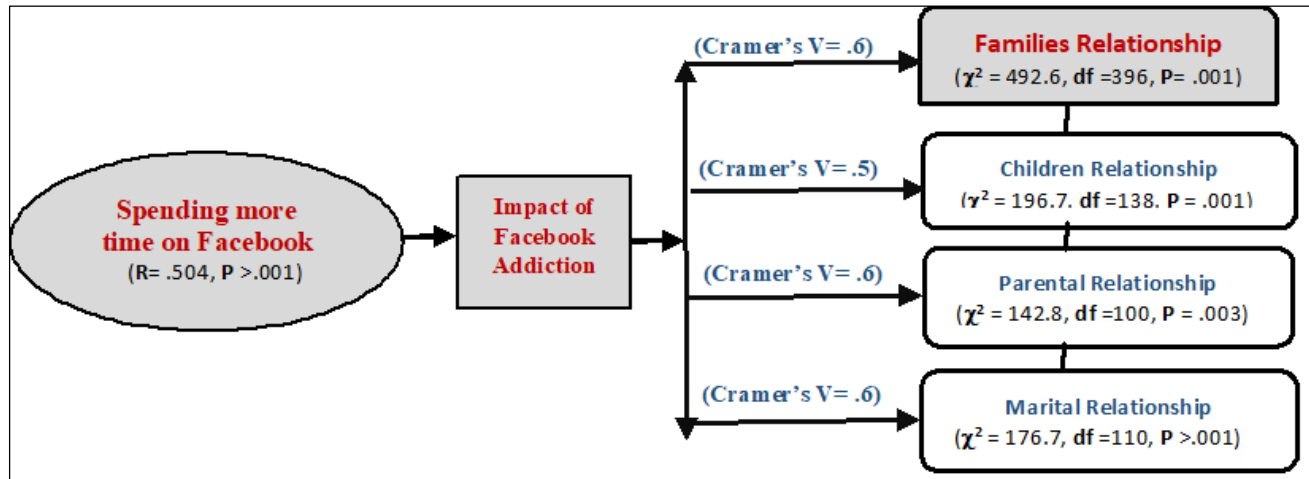 (Cramer's V= .6)
Families Relationship
(χ² = 492.6, df =396, P= .001)
(Cramer's V= .5)
Children Relationship
(χ² = 196.7. df =138. P = .001)
Spending more
time on Facebook
(R= .504, P >.001)
Impact of
Facebook
Addiction
(Cramer's V= .6)
Parental Relationship
(χ² = 142.8, df =100, P = .003)
(Cramer's V= .6)
Marital Relationship
(χ² = 176.7, df =110, P >.001)